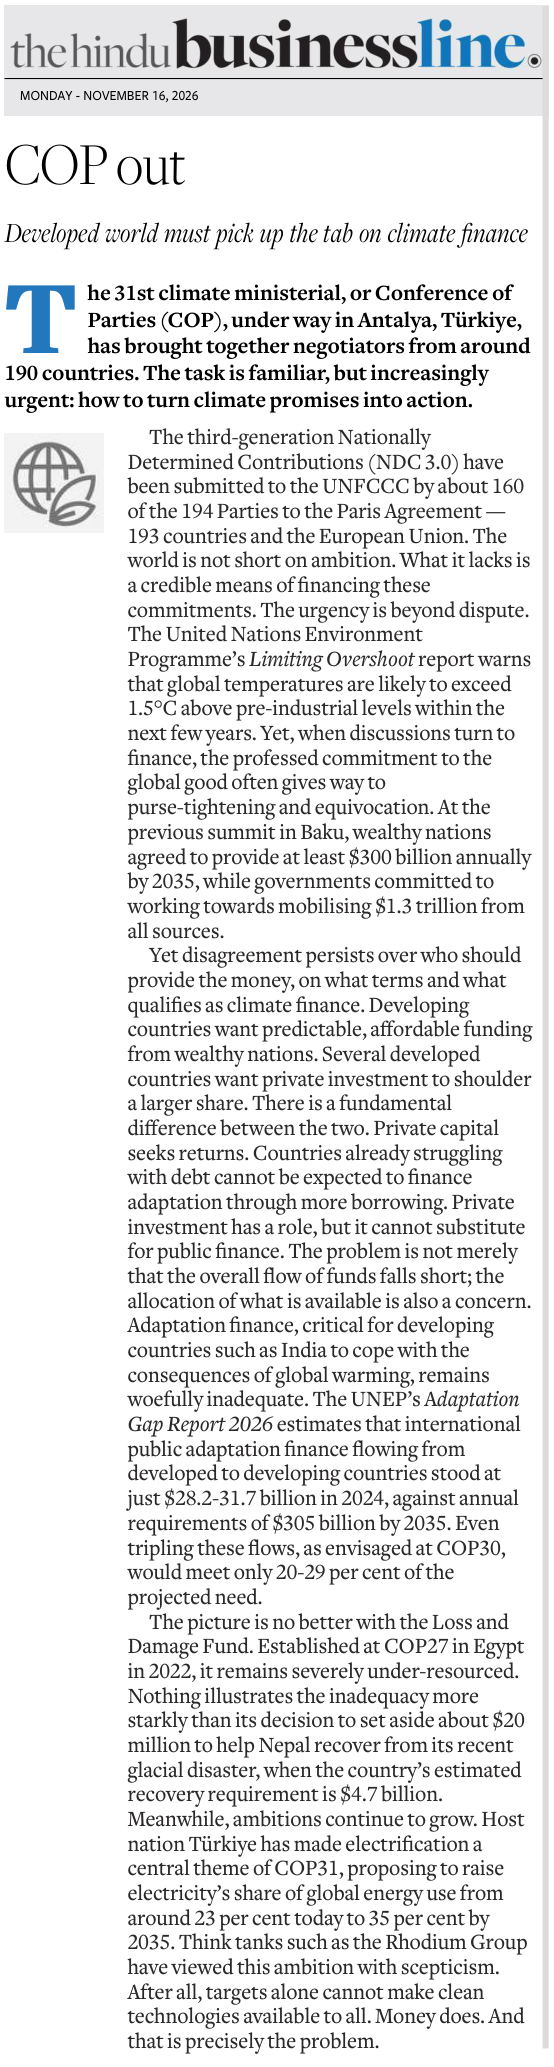 thehindubusinessline.
MONDAY - NOVEMBER 16, 2026
COP out
Developed world must pick up the tab on climate finance
The 31st climate ministerial, or Conference of
Parties (COP), under way in Antalya, Türkiye,
has brought together negotiators from around
190 countries. The task is familiar, but increasingly
urgent: how to turn climate promises into action.
The third-generation Nationally
Determined Contributions (NDC 3.0) have
been submitted to the UNFCCC by about 160
of the 194 Parties to the Paris Agreement —
193 countries and the European Union. The
world is not short on ambition. What it lacks is
a credible means of financing these
commitments. The urgency is beyond dispute.
The United Nations Environment
Programme's Limiting Overshoot report warns
that global temperatures are likely to exceed
1.5°C above pre-industrial levels within the
next few years. Yet, when discussions turn to
finance, the professed commitment to the
global good often gives way to
purse-tightening and equivocation. At the
previous summit in Baku, wealthy nations
agreed to provide at least $300 billion annually
by 2035, while governments committed to
working towards mobilising $1.3 trillion from
all sources.
Yet disagreement persists over who should
provide the money, on what terms and what
qualifies as climate finance. Developing
countries want predictable, affordable funding
from wealthy nations. Several developed
countries want private investment to shoulder
a larger share. There is a fundamental
difference between the two. Private capital
seeks returns. Countries already struggling
with debt cannot be expected to finance
adaptation through more borrowing. Private
investment has a role, but it cannot substitute
for public finance. The problem is not merely
that the overall flow of funds falls short; the
allocation of what is available is also a concern.
Adaptation finance, critical for developing
countries such as India to cope with the
consequences of global warming, remains
woefully inadequate. The UNEP's Adaptation
Gap Report 2026 estimates that international
public adaptation finance flowing from
developed to developing countries stood at
just $28.2-31.7 billion in 2024, against annual
requirements of $305 billion by 2035. Even
tripling these flows, as envisaged at COP30,
would meet only 20-29 per cent of the
projected need.
The picture is no better with the Loss and
Damage Fund. Established at COP27 in Egypt
in 2022, it remains severely under-resourced.
Nothing illustrates the inadequacy more
starkly than its decision to set aside about $20
million to help Nepal recover from its recent
glacial disaster, when the country's estimated
recovery requirement is $4.7 billion.
Meanwhile, ambitions continue to grow. Host
nation Türkiye has made electrification a
central theme of COP31, proposing to raise
electricity's share of global energy use from
around 23 per cent today to 35 per cent by
2035. Think tanks such as the Rhodium Group
have viewed this ambition with scepticism.
After all, targets alone cannot make clean
technologies available to all. Money does. And
that is precisely the problem.